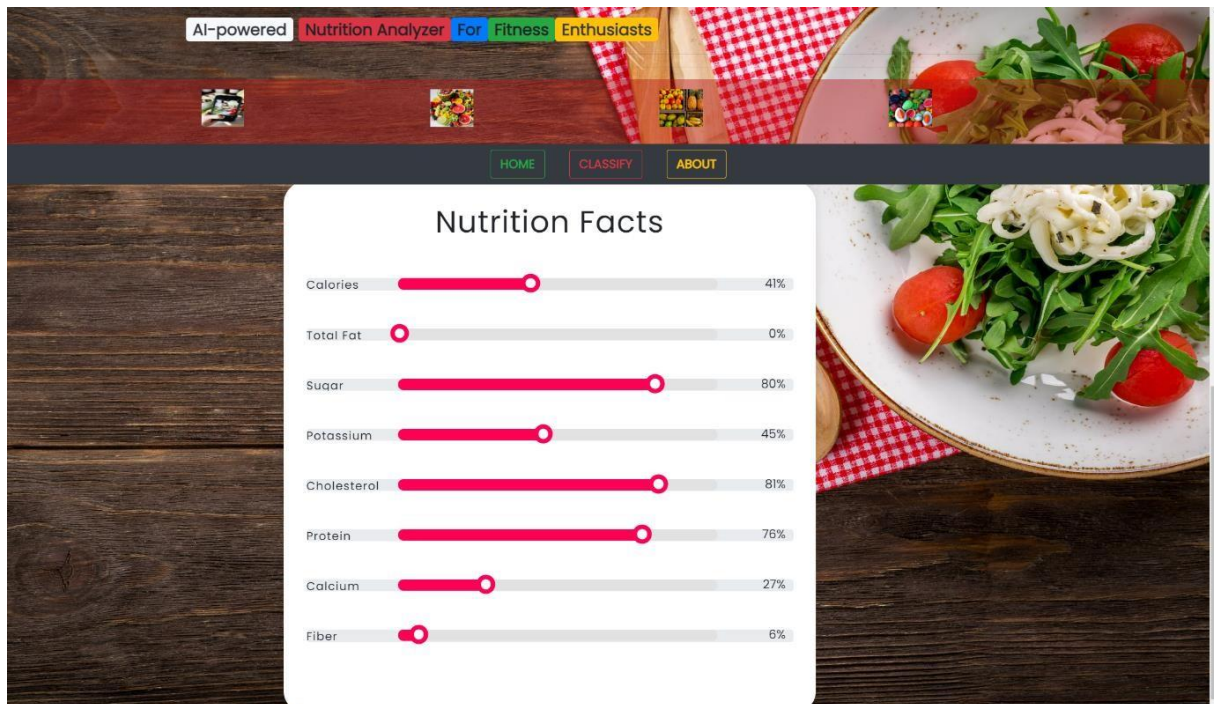 AI-powered Nutrition Analyzer For Fitness Enthusiasts
HOME CLASSIFY ABOUT
Nutrition Facts
Calories 41%
Total Fat 0%
Sugar 80%
Potassium 45%
Cholesterol 81%
Protein 76%
Calcium 27%
Fiber 6%